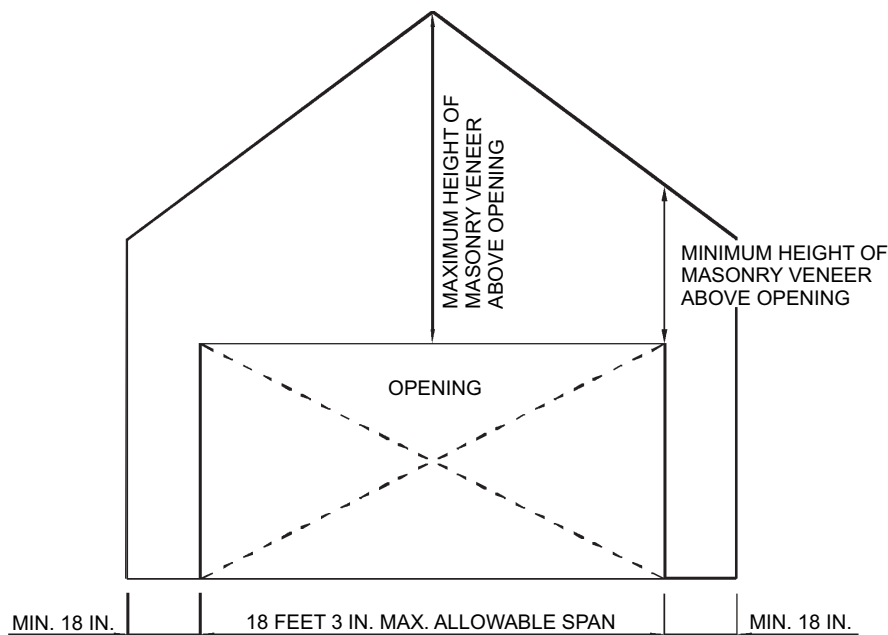 MAXIMUM HEIGHT OF
MASONRY VENEER
ABOVE OPENING
MINIMUM HEIGHT OF
MASONRY VENEER
ABOVE OPENING
OPENING
MIN. 18 IN.
18 FEET 3 IN. MAX. ALLOWABLE SPAN
MIN. 18 IN.